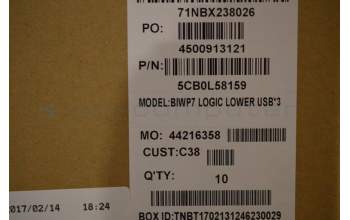 71NBX238026
PO:
4500913121
P/N:
5CB0L58159
MODEL:BIWP7 LOGIC LOWER USB*3
MO: 44216358
CUST:C38
Q'TY:
10
BOX ID:TNBT1702131246230029
2017/02/14 18:24